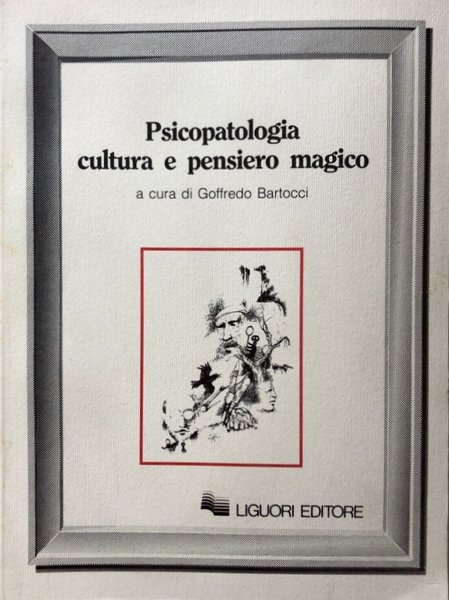 Psicopatologia
cultura e pensiero magico
a cura di Goffredo Bartocci
LIGUORI EDITORE